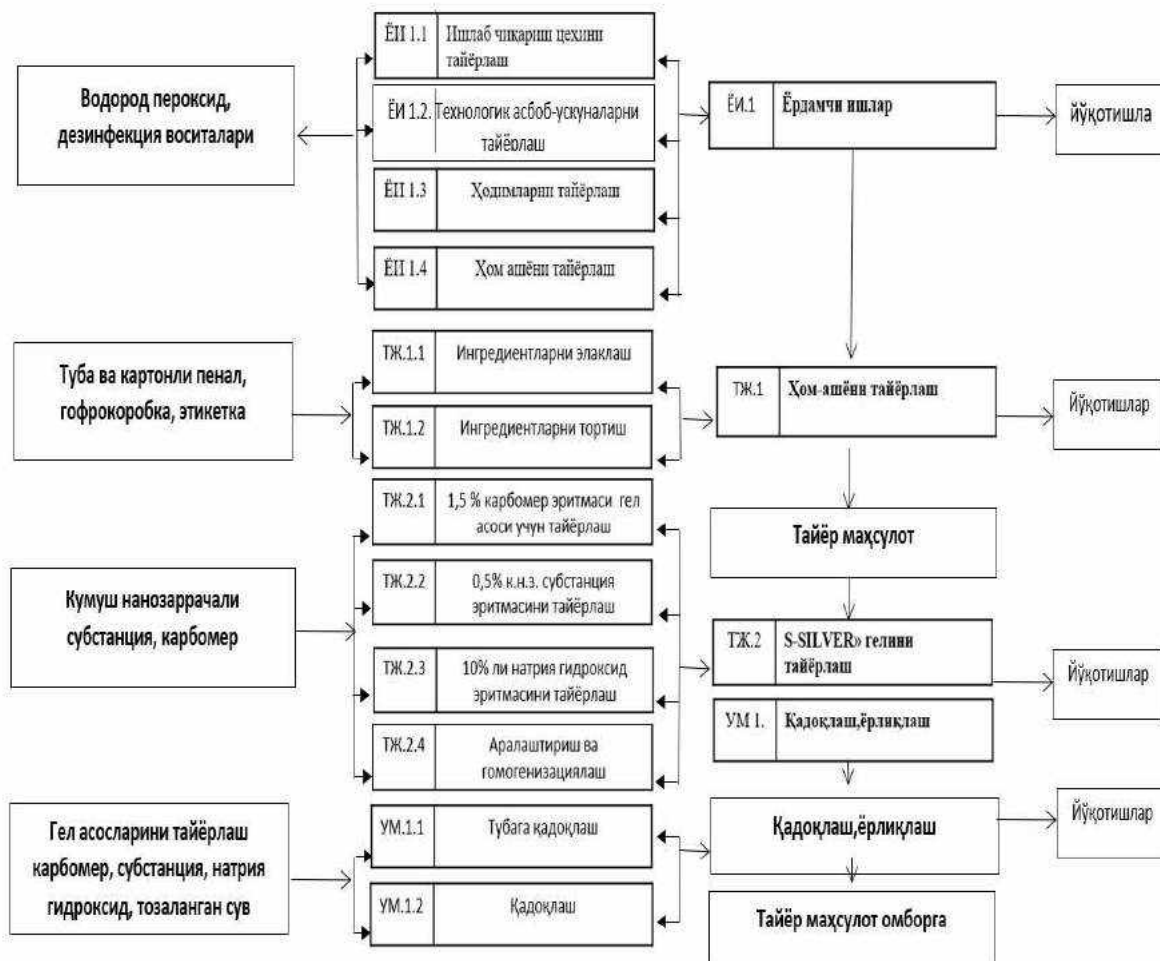 ЁИ 1.1
Ишлаб чиқариш цехини
тайёрлаш
Водород пероксид,
дезинфекция воситалари
ЁИ 1.2.
Технологик асбоб-ускуналарни
тайёрлаш
ЁИ.1
Ёрдамчи ишлар
йўқотишла
ЁИ 1.3
Ҳодимларни тайёрлаш
ЁИ 1.4
Ҳом ашёни тайёрлаш
Туба ва картонли пенал,
гофрокоробка, этикетка
ТЖ.1.1
Ингредиентларни элаклаш
ТЖ.1.2
Ингредиентларни тортиш
ТЖ.1
Ҳом-ашёни тайёрлаш
Йўқотишлар
ТЖ.2.1
1,5 % карбомер эритмаси гел
асоси учун тайёрлаш
Тайёр маҳсулот
Кумуш нанозаррачали
субстанция, карбомер
ТЖ.2.2
0,5% к.н.з. субстанция
эритмасини тайёрлаш
ТЖ.2.3
10% ли натрия гидроксид
эритмасини тайёрлаш
ТЖ.2
S-SILVER» гелини
тайёрлаш
Йўқотишлар
ТЖ.2.4
Аралаштириш ва
гомогенизациялаш
УМ 1.
Қадоқлаш,ёрлиқлаш
Гел асосларини тайёрлаш
карбомер, субстанция, натрия
гидроксид, тозаланган сув
УМ.1.1
Тубага қадоқлаш
УМ.1.2
Қадоқлаш
Қадоқлаш,ёрлиқлаш
Йўқотишлар
Тайёр маҳсулот омборга